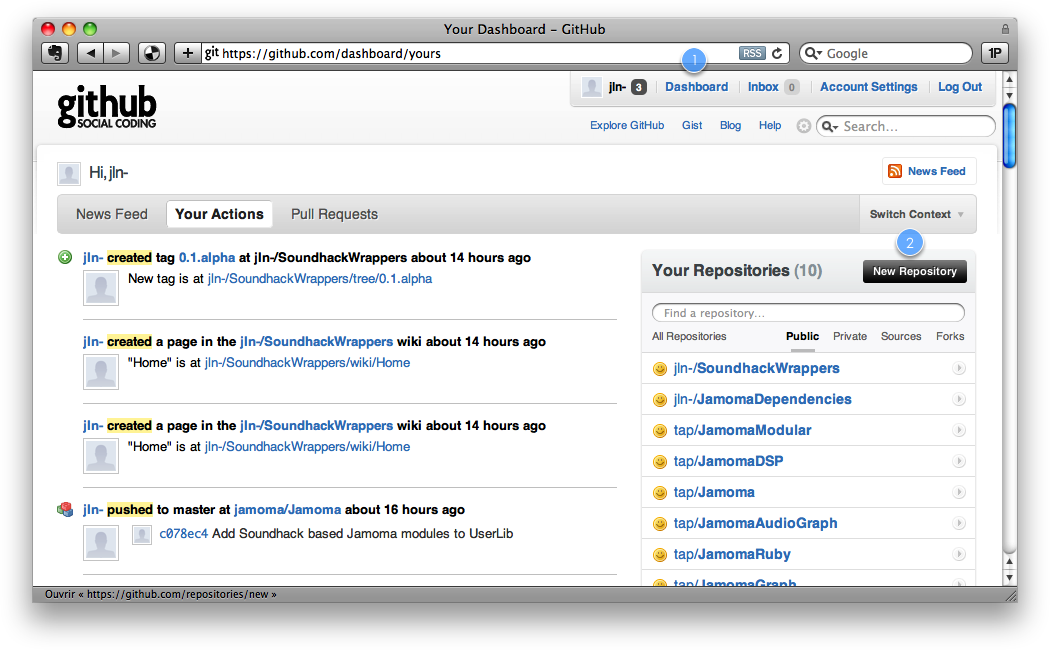 Your Dashboard – GitHub
git https://github.com/dashboard/yours RSS Google 1P
1
github
SOCIAL CODING
jln- 3 Dashboard Inbox 0 Account Settings Log Out
Explore GitHub Gist Blog Help Search...
Hi, jln-
News Feed
News Feed Your Actions Pull Requests
Switch Context
2
jln- created tag 0.1.alpha at jln-/SoundhackWrappers about 14 hours ago
New tag is at jln-/SoundhackWrappers/tree/0.1.alpha
jln- created a page in the jln-/SoundhackWrappers wiki about 14 hours ago
"Home" is at jln-/SoundhackWrappers/wiki/Home
jln- created a page in the jln-/SoundhackWrappers wiki about 14 hours ago
"Home" is at jln-/SoundhackWrappers/wiki/Home
jln- pushed to master at jamoma/Jamoma about 16 hours ago
c078ec4 Add Soundhack based Jamoma modules to UserLib
Your Repositories (10)
New Repository
Find a repository...
All Repositories Public Private Sources Forks
jln-/SoundhackWrappers
jln-/JamomaDependencies
tap/JamomaModular
tap/JamomaDSP
tap/Jamoma
tap/JamomaAudioGraph
tap/JamomaRuby
tap/JamomaGraph
Ouvrir « https://github.com/repositories/new »